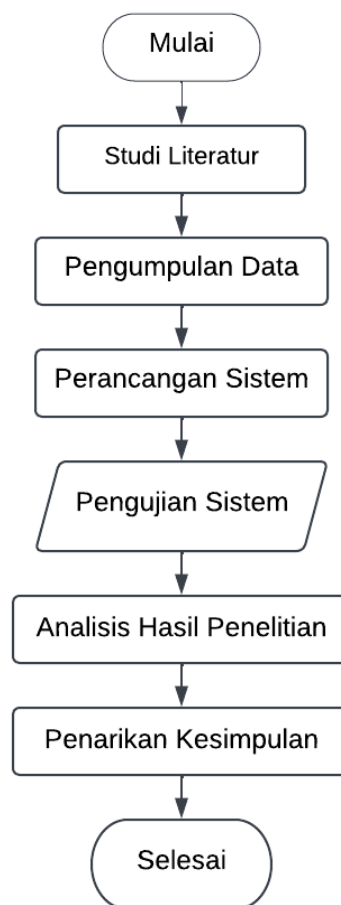 Mulai
Studi Literatur
Pengumpulan Data
Perancangan Sistem
Pengujian Sistem
Analisis Hasil Penelitian
Penarikan Kesimpulan
Selesai